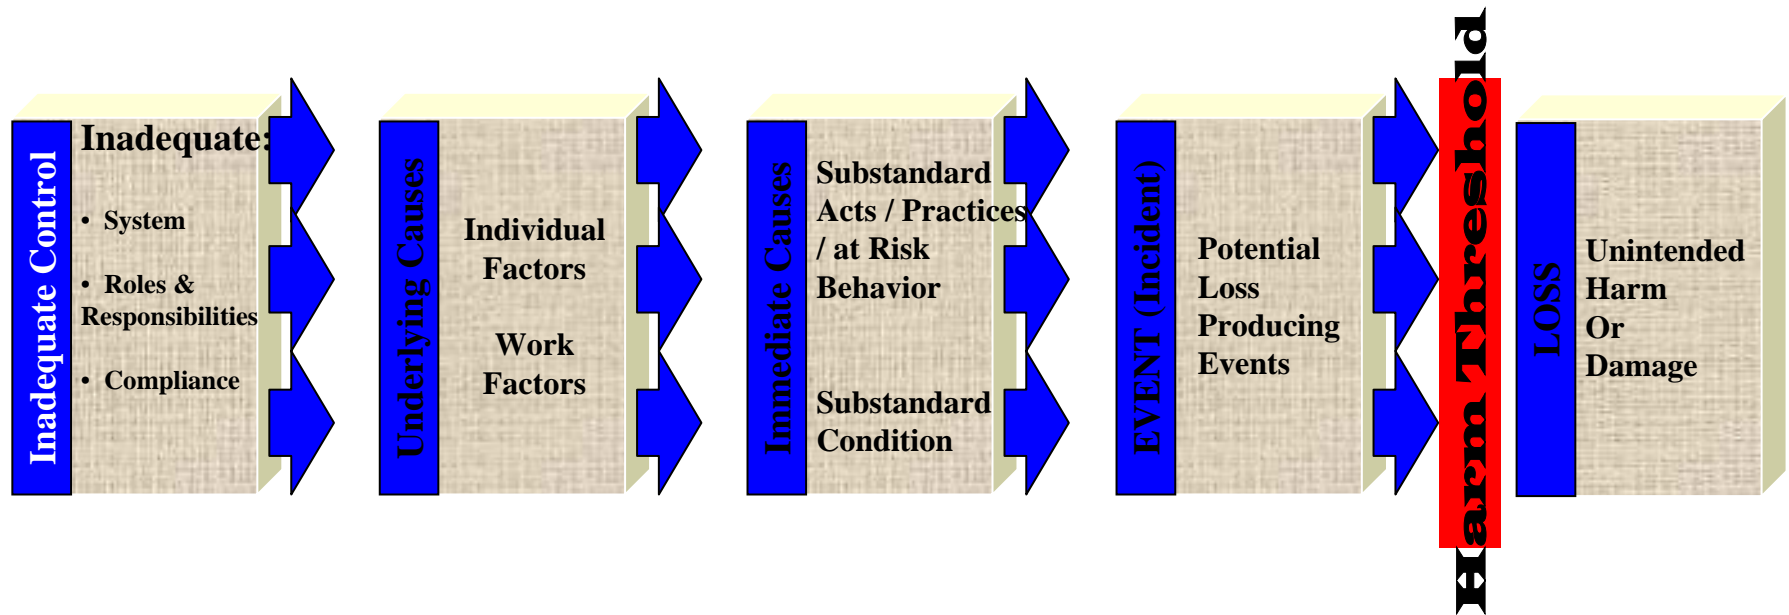 Inadequate Control
Inadequate:
• System
• Roles &
Responsibilities
• Compliance
Underlying Causes
Individual
Factors
Work
Factors
Immediate Causes
Substandard
Acts / Practices
/ at Risk
Behavior
Substandard
Condition
EVENT (Incident)
Potential
Loss
Producing
Events
Harm Threshold
LOSS
Unintended
Harm
Or
Damage